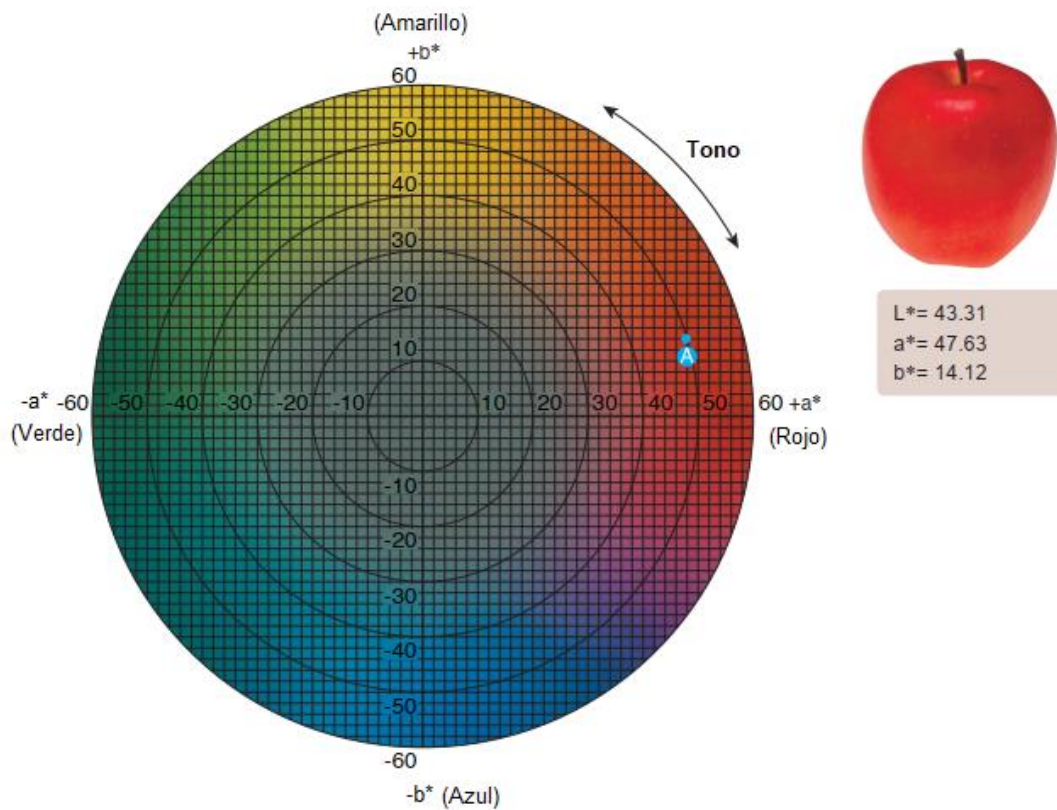 (Amarillo)
+b*
60
50
40
30
20
10
Tono
A
-a* -60 -50 -40 -30 -20 -10 10 20 30 40 50 60 +a*
(Verde) (Rojo)
-10
-20
-30
-40
-50
-60
-b* (Azul)
L*= 43.31
a*= 47.63
b*= 14.12